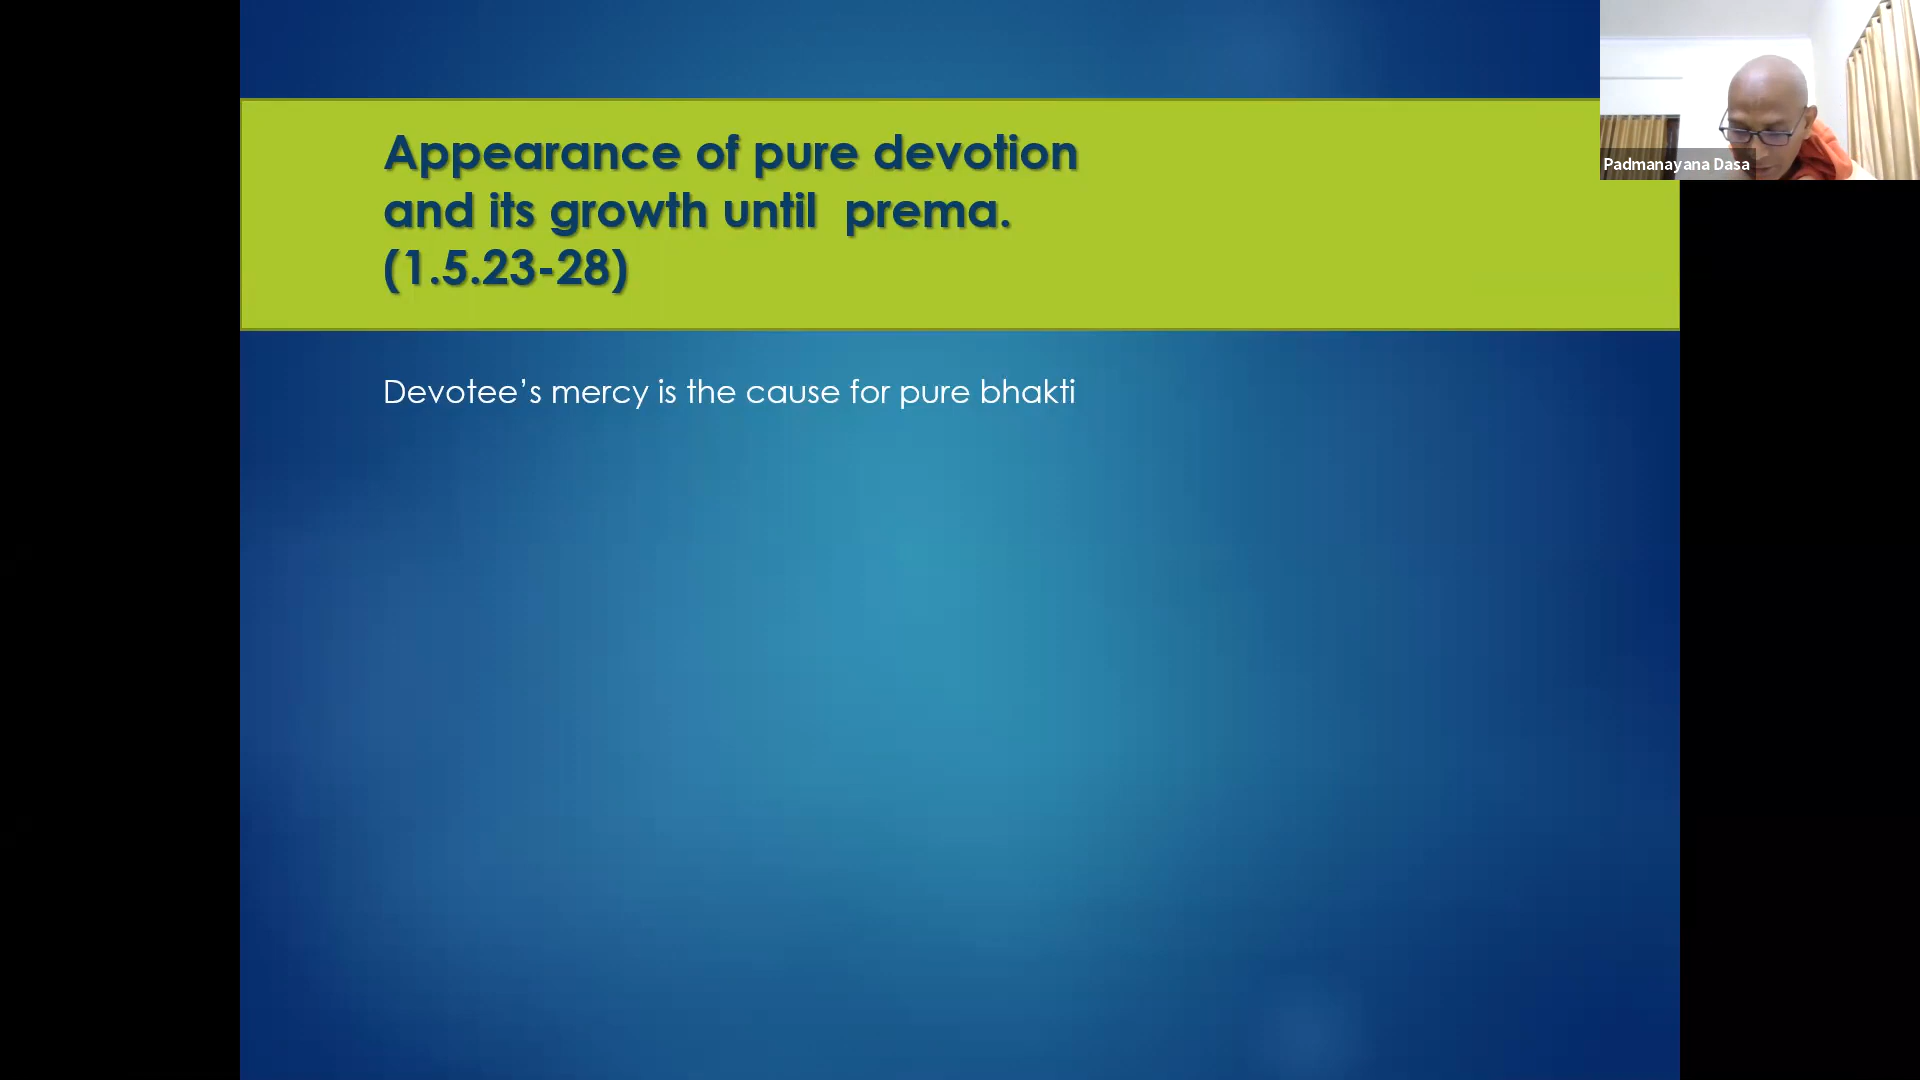 Appearance of pure devotion
and its growth until  prema.
(1.5.23-28)
Devotee’s mercy is the cause for pure bhakti
Padmanayana Dasa